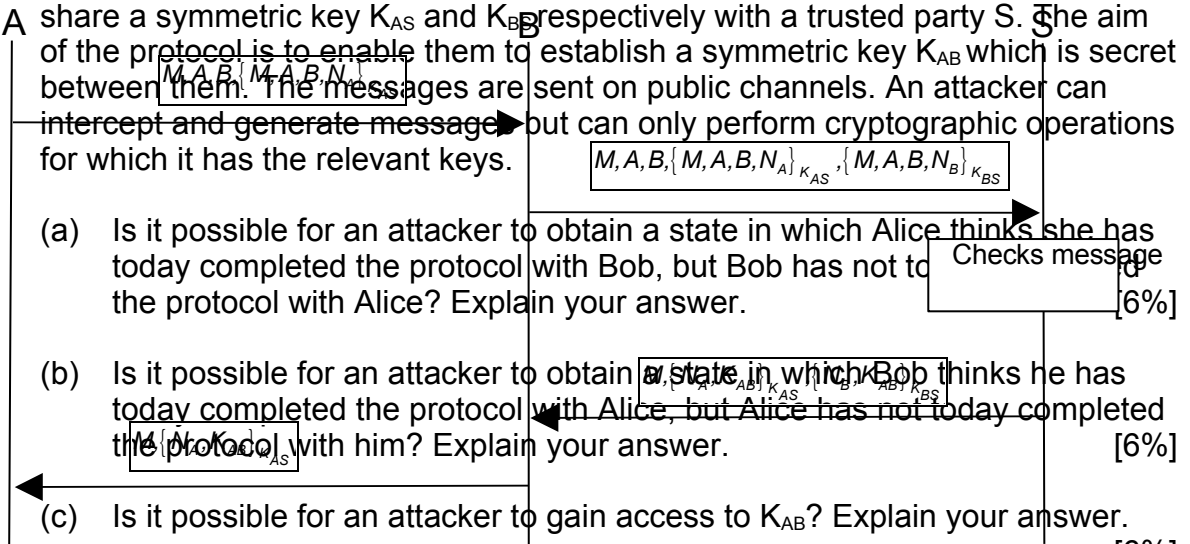 A B S
share a symmetric key K_AS and K_BS respectively with a trusted party S. The aim
of the protocol is to enable them to establish a symmetric key K_AB which is secret
M, A, B, {M, A, B, N_A}_K_AS
between them. The messages are sent on public channels. An attacker can
intercept and generate messages but can only perform cryptographic operations
for which it has the relevant keys.
M, A, B, {M, A, B, N_A}_K_AS , {M, A, B, N_B}_K_BS
(a) Is it possible for an attacker to obtain a state in which Alice thinks she has
Checks message
today completed the protocol with Bob, but Bob has not to d
the protocol with Alice? Explain your answer. [6%]
(b) Is it possible for an attacker to obtain a state in which Bob thinks he has
M, {N_A, K_AB}_K_AS , {N_B, K_AB}_K_BS
today completed the protocol with Alice, but Alice has not today completed
the protocol with him? Explain your answer. [6%]
M, {N_A, K_AB}_K_AS
(c) Is it possible for an attacker to gain access to K_AB? Explain your answer.